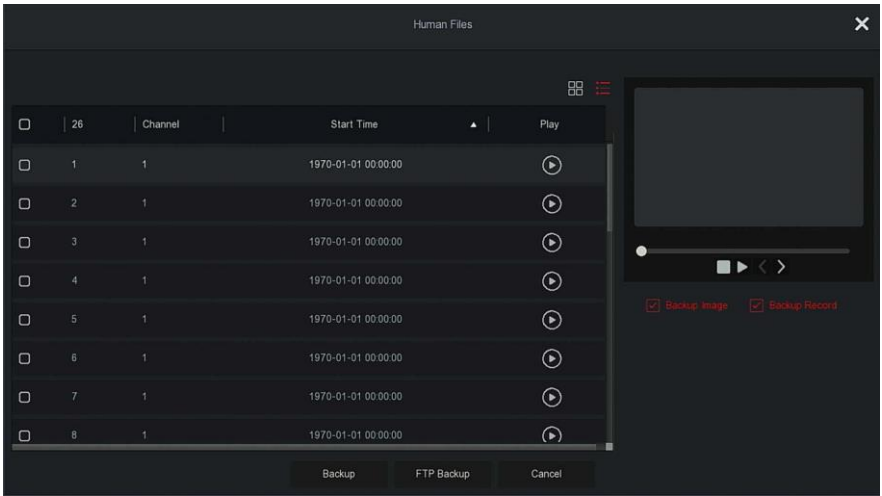 Human Files
26 Channel Start Time Play
1 1 1970-01-01 00:00:00
2 1 1970-01-01 00:00:00
3 1 1970-01-01 00:00:00
4 1 1970-01-01 00:00:00
5 1 1970-01-01 00:00:00
6 1 1970-01-01 00:00:00
7 1 1970-01-01 00:00:00
8 1 1970-01-01 00:00:00
Backup Image Backup Record
Backup FTP Backup Cancel